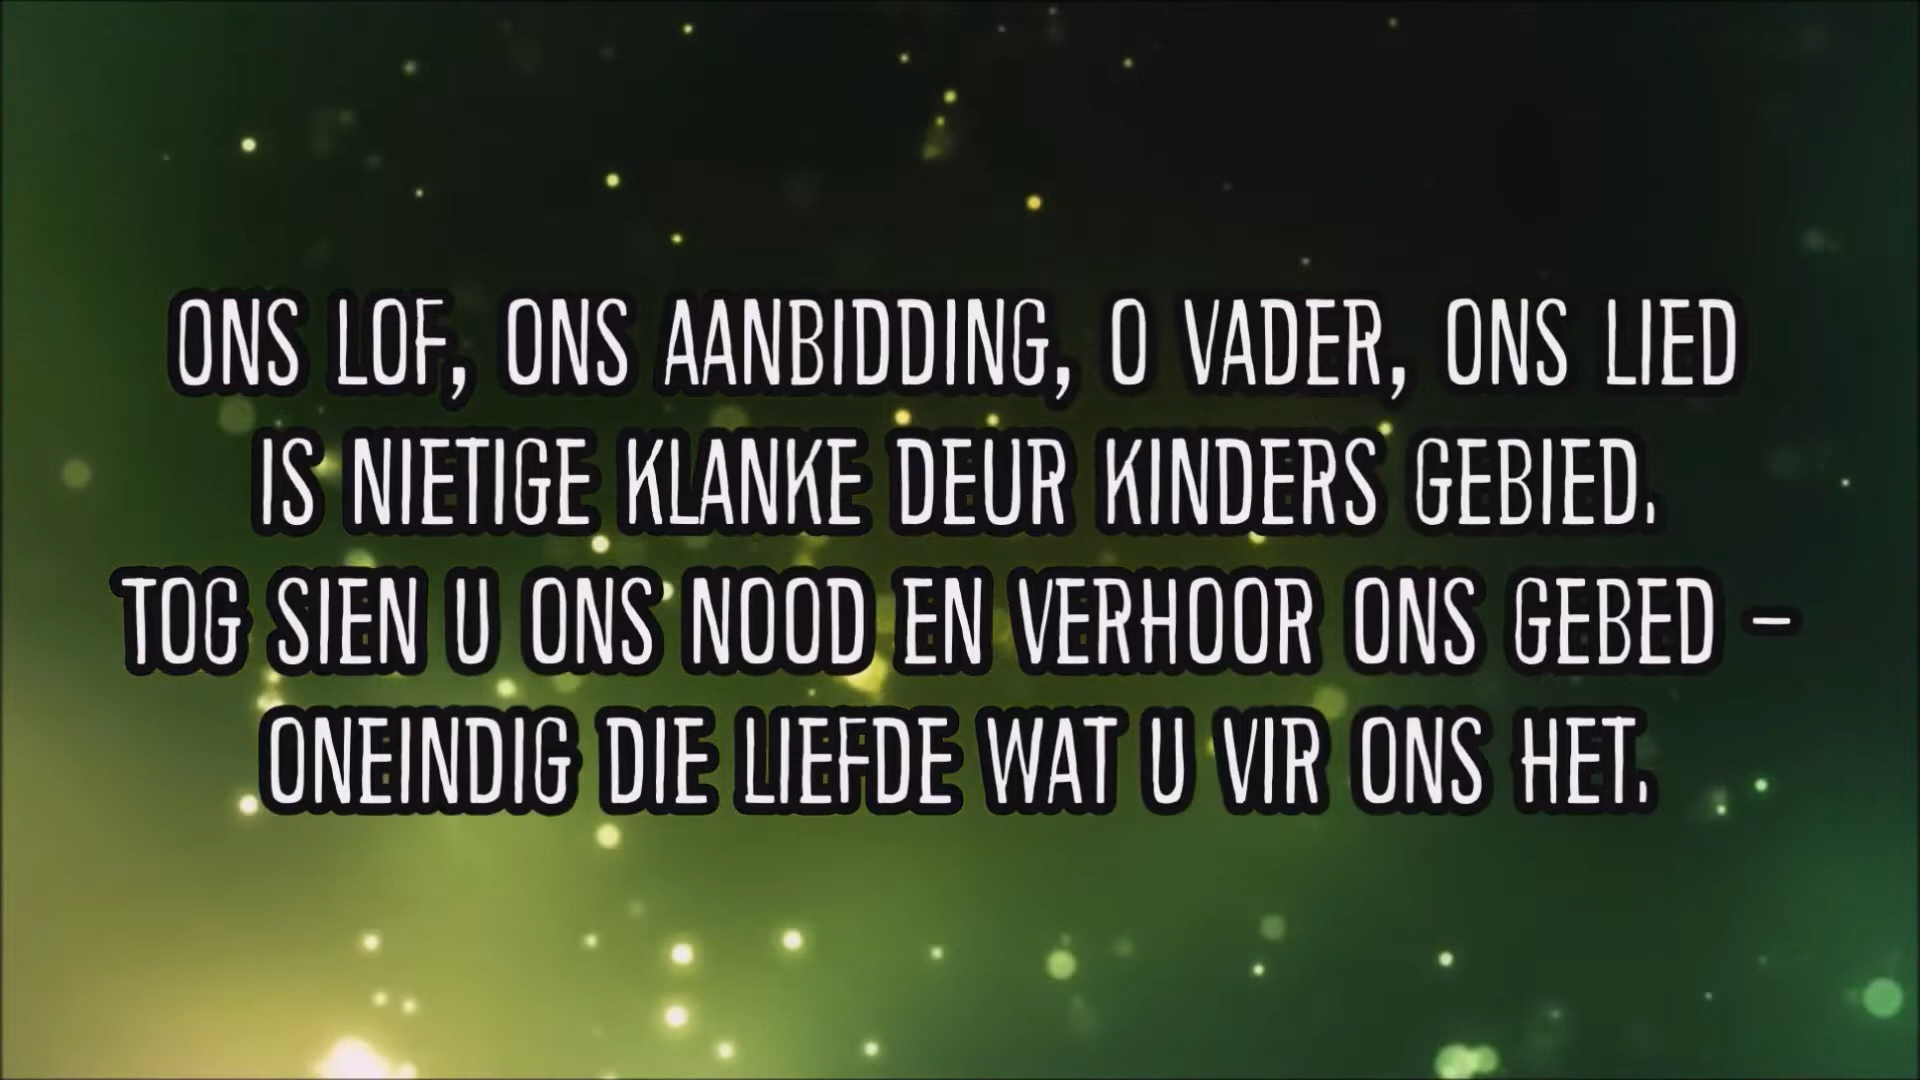 ONS LOF, ONS AANBIDDING, O VADER, ONS LIED
IS NIETIGE KLANKE DEUR KINDERS GEBIED.
TOG SIEN U ONS NOOD EN VERHOOR ONS GEBED –
ONEINDIG DIE LIEFDE WAT U VIR ONS HET.